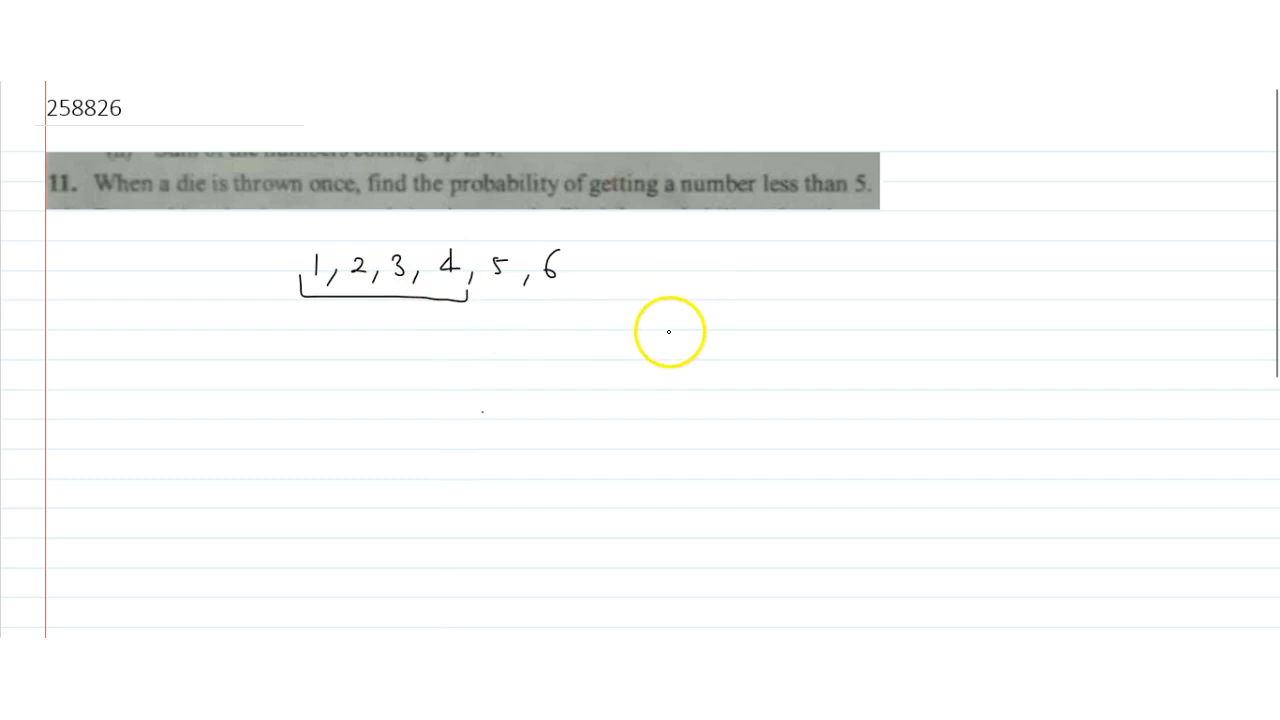 258826
11. When a die is thrown once, find the probability of getting a number less than 5.
1, 2, 3, 4, 5, 6